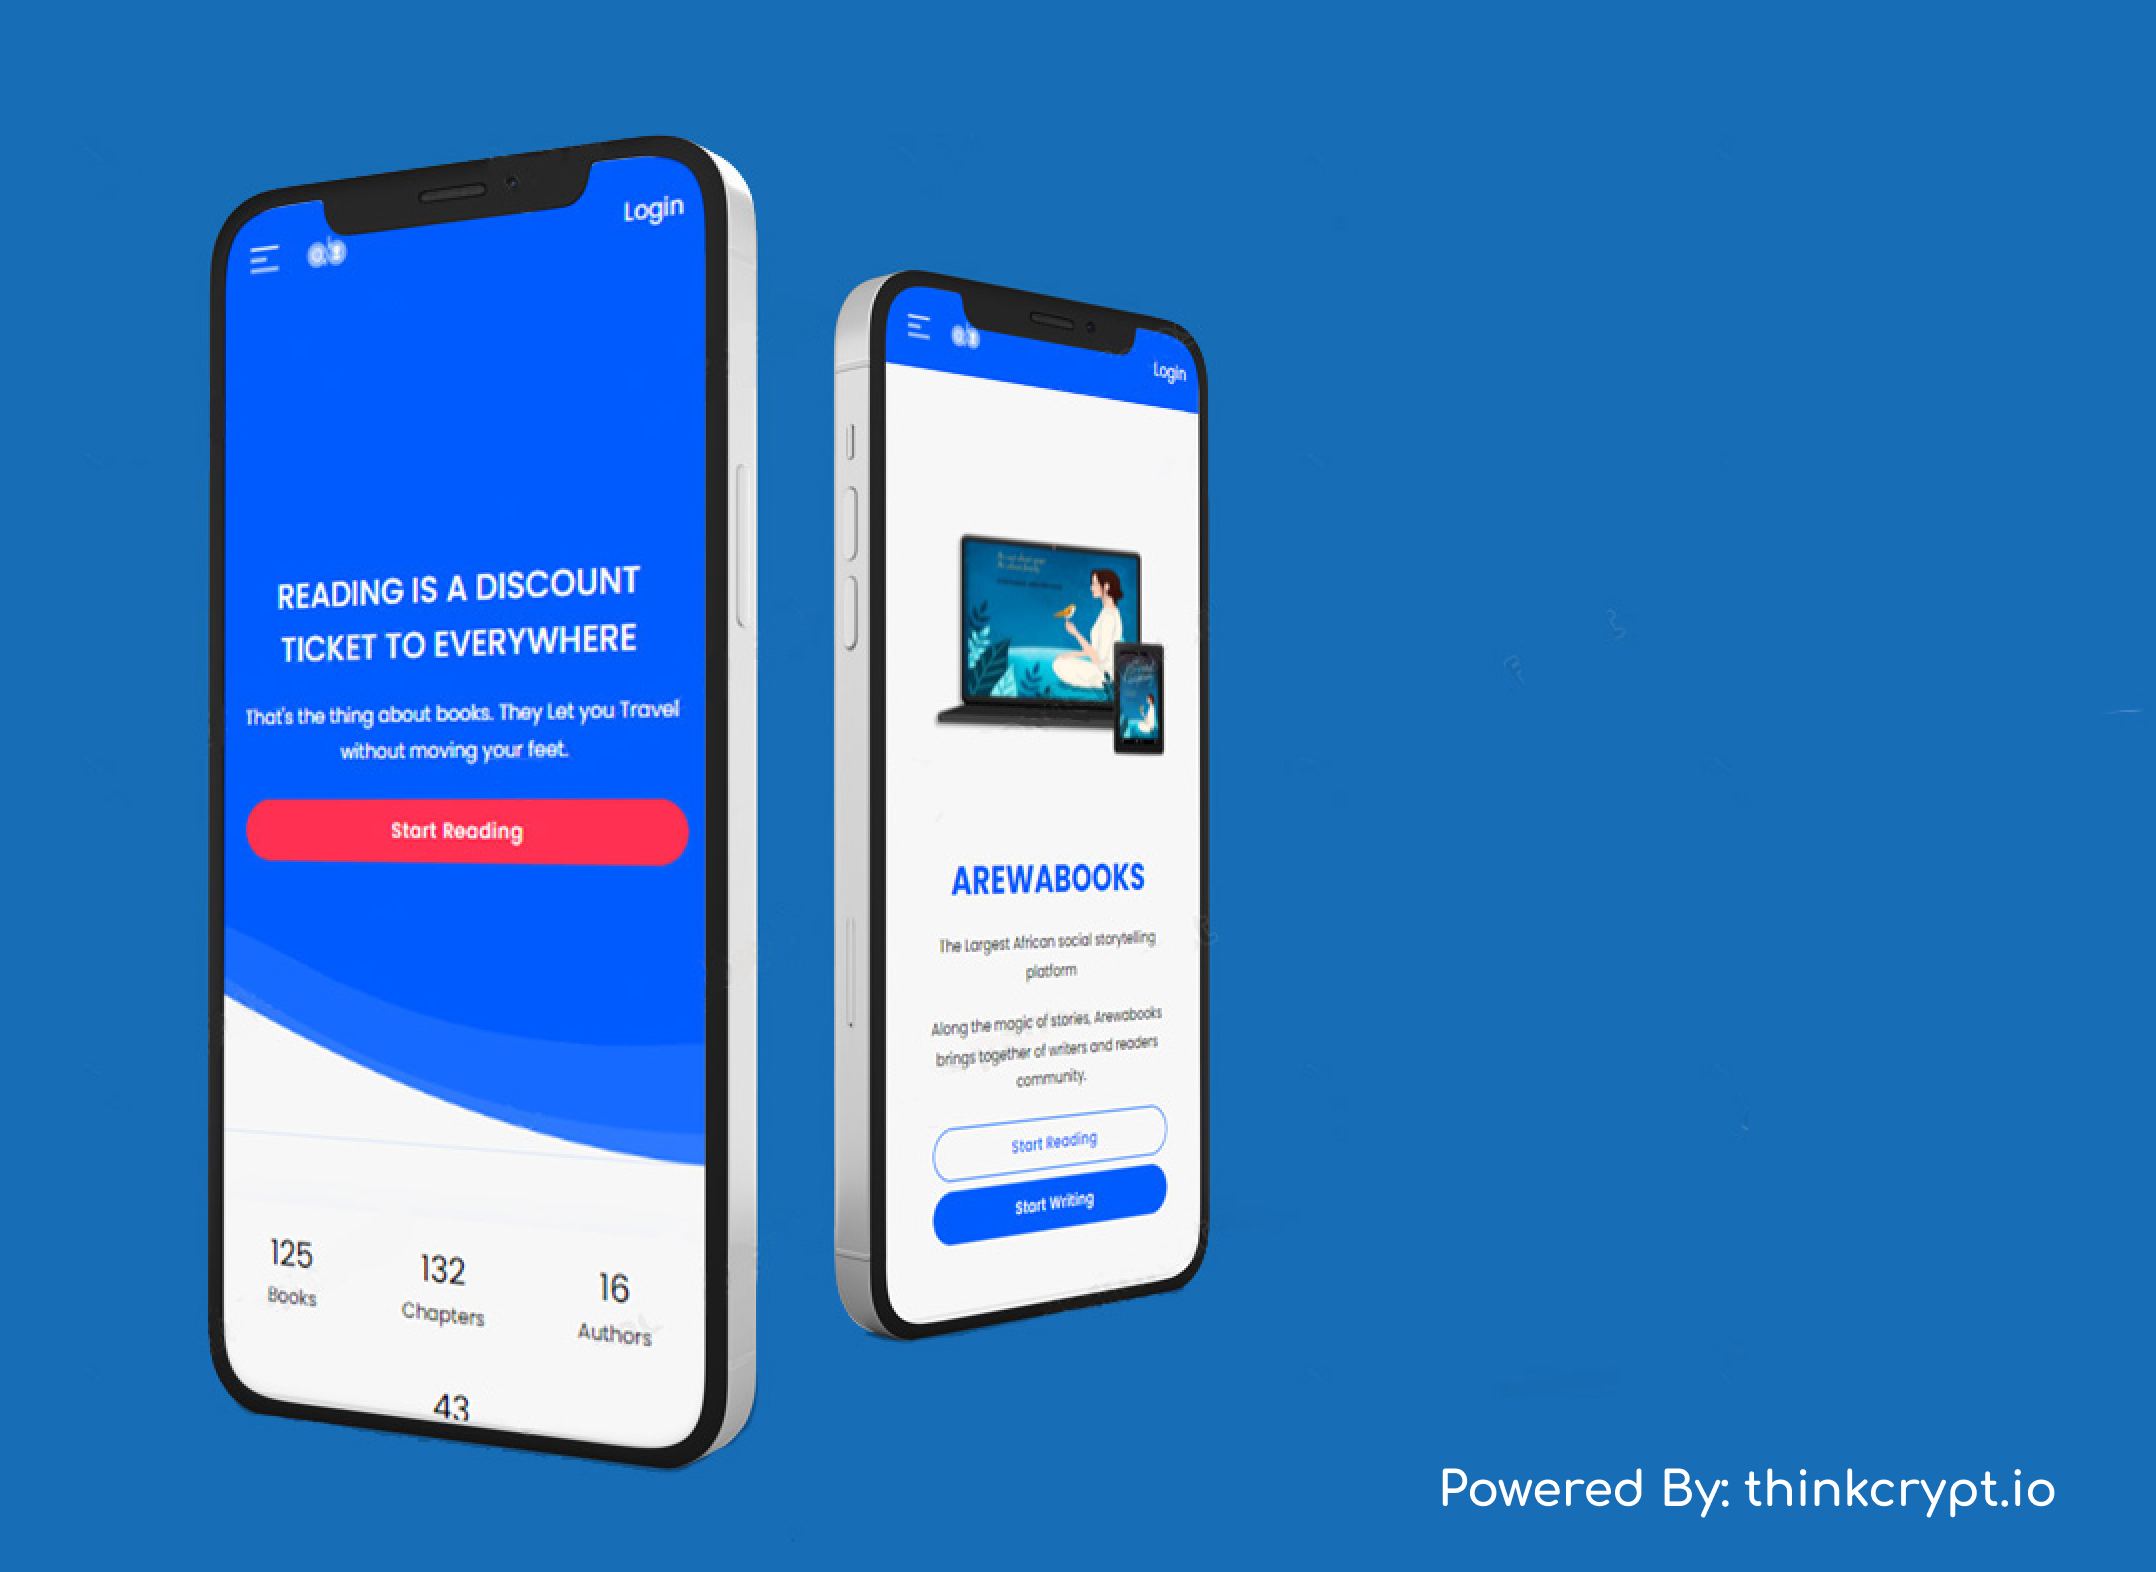 Login
READING IS A DISCOUNT
TICKET TO EVERYWHERE
That's the thing about books. They Let you Travel
without moving your feet.
Start Reading
125
Books
132
Chapters
16
Authors
43
Login
AREWABOOKS
The Largest African social storytelling
platform
Along the magic of stories, Arewabooks
brings together of writers and readers
community.
Start Reading
Start Writing
Powered By: thinkcrypt.io